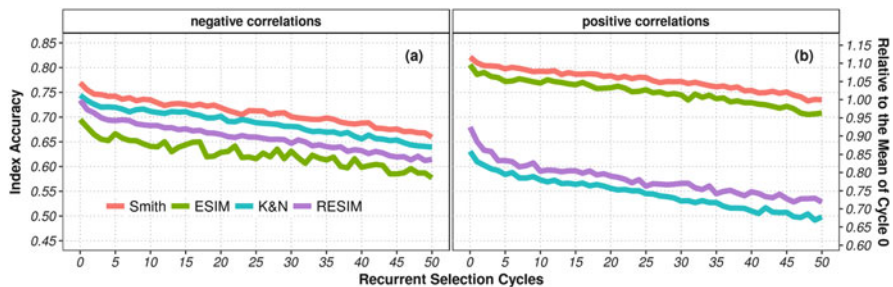 negative correlations
positive correlations
Index Accuracy
0.85
0.80
0.75
0.70
0.65
0.60
0.55
0.50
0.45
(a)
Smith ESIM K&N RESIM
0 5 10 15 20 25 30 35 40 45 50
(b)
0 5 10 15 20 25 30 35 40 45 50
1.15
1.10
1.05
1.00
0.95
0.90
0.85
0.80
0.75
0.70
0.65
0.60
Relative to the Mean of Cycle 0
Recurrent Selection Cycles